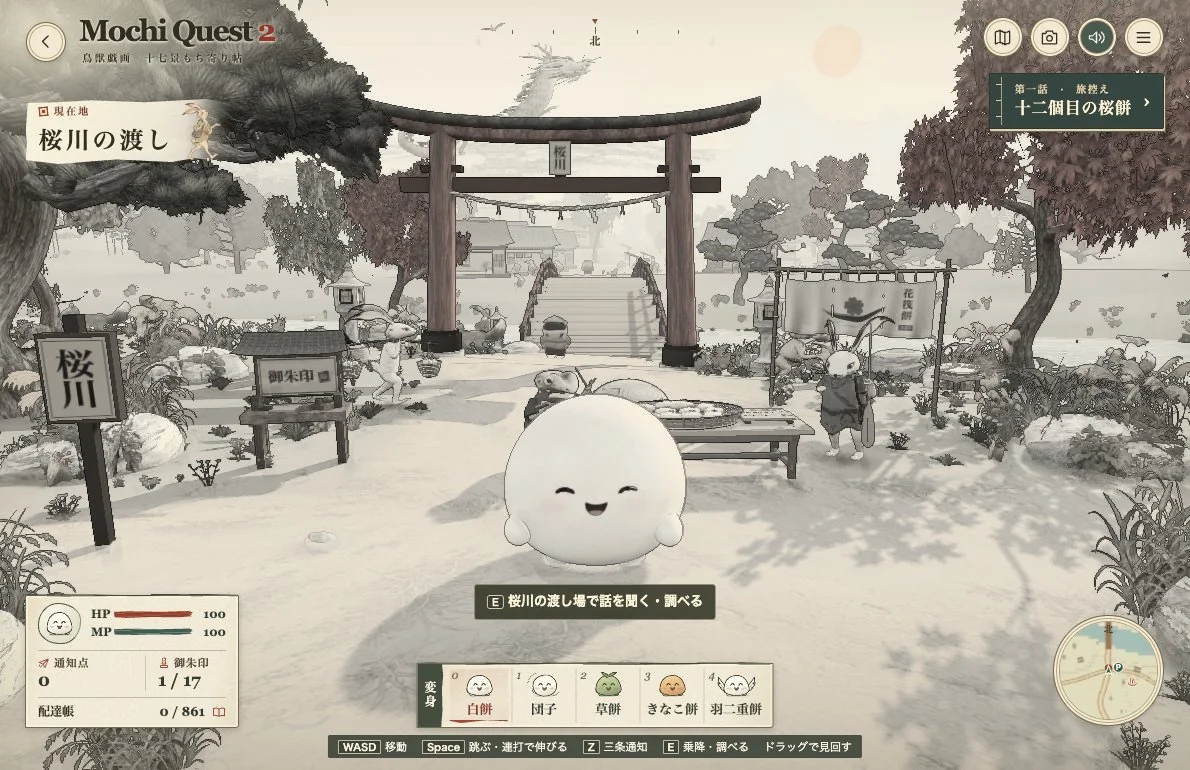 Mochi Quest 2
鳥獣戯画 十七景もち寄り帖
北
現在地
桜川の渡し
第一話 ・ 旅控え
十二個目の桜餅
桜川
桜川
御朱印
E 桜川の渡し場で話を聞く・調べる
HP 100
MP 100
通知点 御朱印
0 1 / 17
配達帳 0 / 861
変身
0 白餅
1 団子
2 草餅
3 きなこ餅
4 羽二重餅
北
P
WASD 移動 Space 跳ぶ・連打で伸びる Z 三条通知 E 乗降・調べる ドラッグで見回す